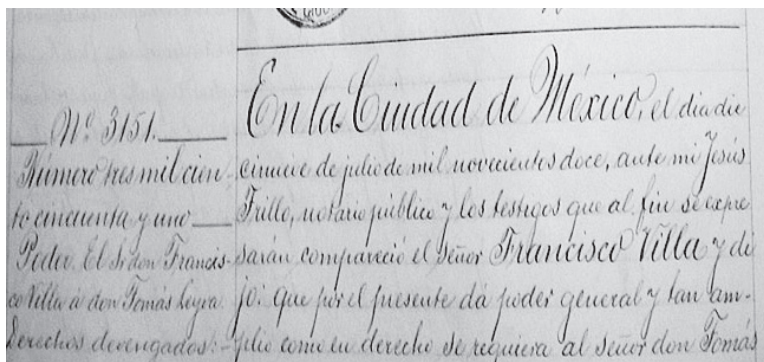 Nº 3151.
Número tres mil cien-
to cincuenta y uno
Poder. El Sr don Francis-
co Villa á don Tomás Leyva
Derechos devengados:
En la Ciudad de México, el dia die
cinueve de julio de mil novecientos doce, ante mi Jesús
Trillo, notario público y los testigos que al fin se expre
sarán compareció el señor Francisco Villa y di
jo: que por el presente dá poder general y tan am-
plio como en derecho se requiera al señor don Tomás